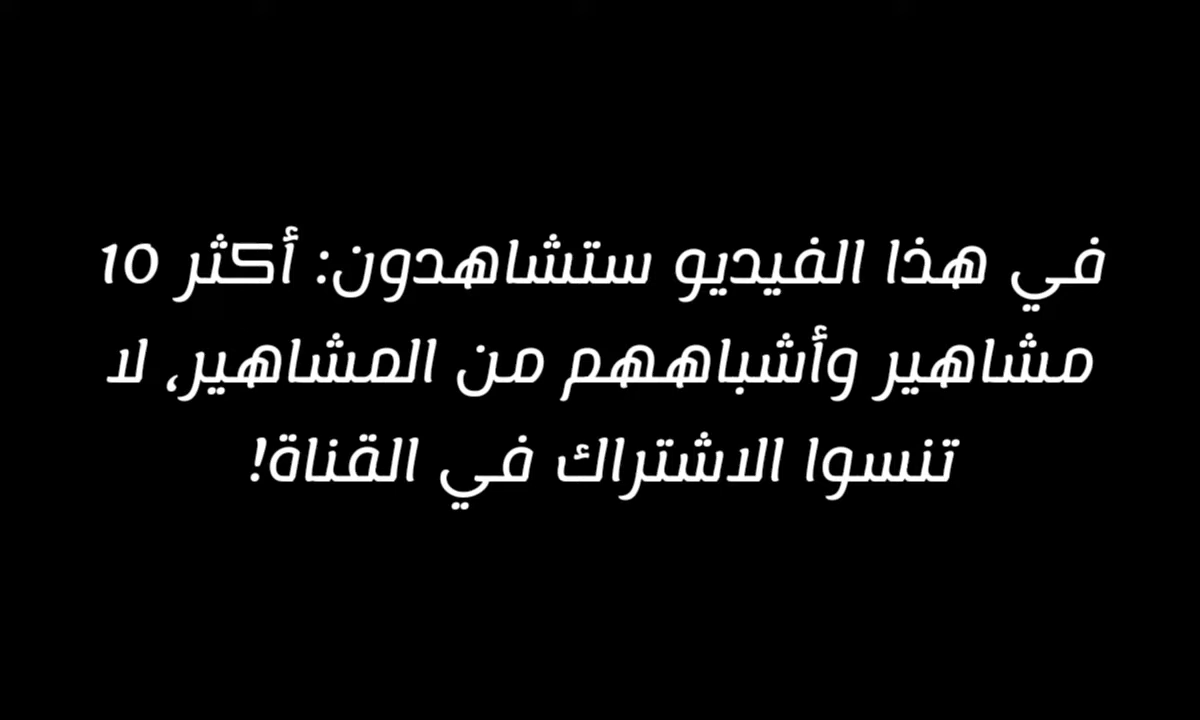 في هذا الفيديو ستشاهدون: أكثر 10
مشاهير وأشباههم من المشاهير, لا
تنسوا الاشتراك في القناة!